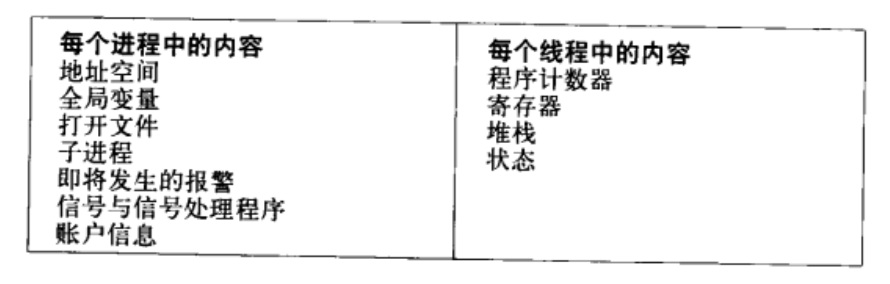 每个进程中的内容
地址空间
全局变量
打开文件
子进程
即将发生的报警
信号与信号处理程序
账户信息
每个线程中的内容
程序计数器
寄存器
堆栈
状态